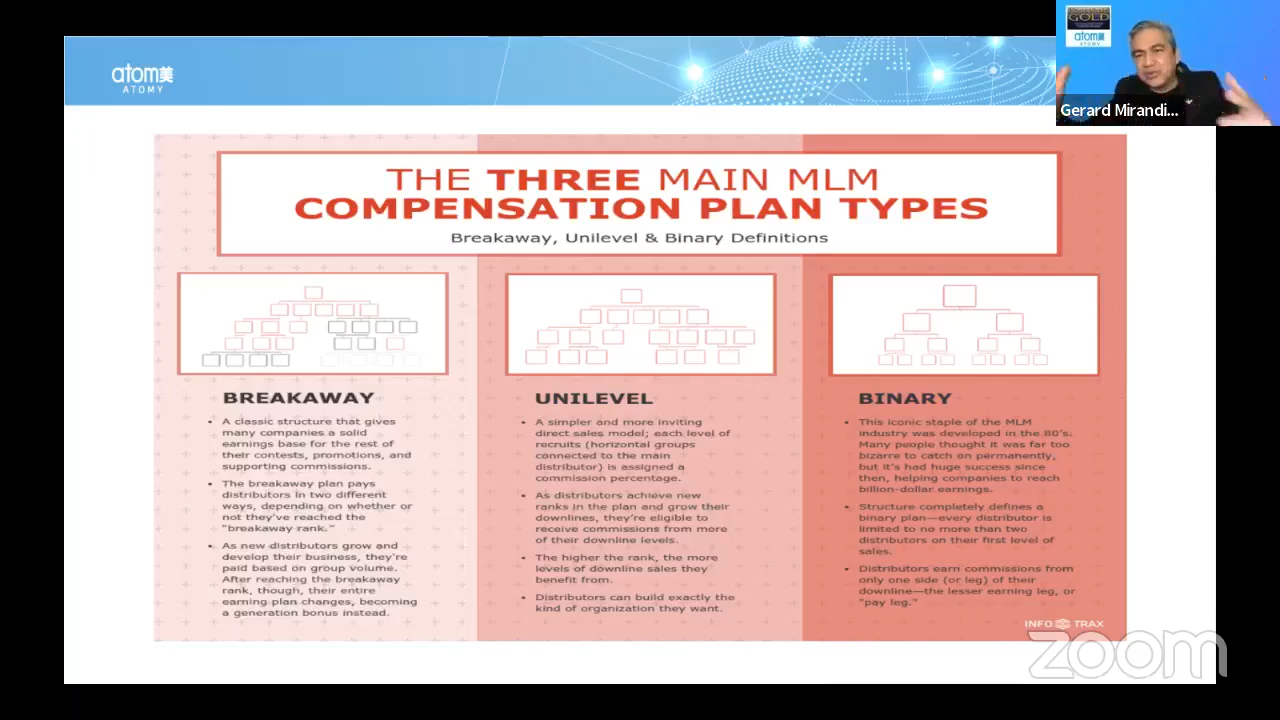 GOLD
atom美
ATOMY
atom美
ATOMY
Gerard Mirandi...
THE THREE MAIN MLM
COMPENSATION PLAN TYPES
Breakaway, Unilevel & Binary Definitions
BREAKAWAY
• A classic structure that gives
many companies a solid
earnings base for the rest of
their contests, promotions, and
supporting commissions.
• The breakaway plan pays
distributors in two different
ways, depending on whether or
not they've reached the
"breakaway rank."
• As new distributors grow and
develop their business, they're
paid based on group volume.
After reaching the breakaway
rank, though, their entire
earning plan changes, becoming
a generation bonus instead.
UNILEVEL
• A simpler and more inviting
direct sales model; each level of
recruits (horizontal groups
connected to the main
distributor) is assigned a
commission percentage.
• As distributors achieve new
ranks in the plan and grow their
downlines, they're eligible to
receive commissions from more
of their downline levels.
• The higher the rank, the more
levels of downline sales they
benefit from.
• Distributors can build exactly the
kind of organization they want.
BINARY
• This iconic staple of the MLM
industry was developed in the 80's.
Many people thought it was far too
bizarre to catch on permanently,
but it's had huge success since
then, helping companies to reach
billion-dollar earnings.
• Structure completely defines a
binary plan—every distributor is
limited to no more than two
distributors on their first level of
sales.
• Distributors earn commissions from
only one side (or leg) of their
downline—the lesser earning leg, or
"pay leg."
INFO TRAX
zoom